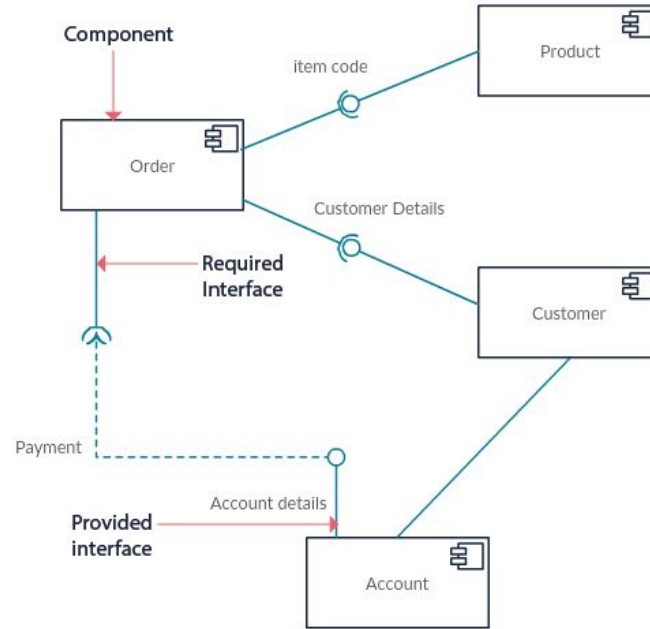 Component
Product
item code
Order
Customer Details
Required
Interface
Customer
Payment
Account details
Provided
interface
Account